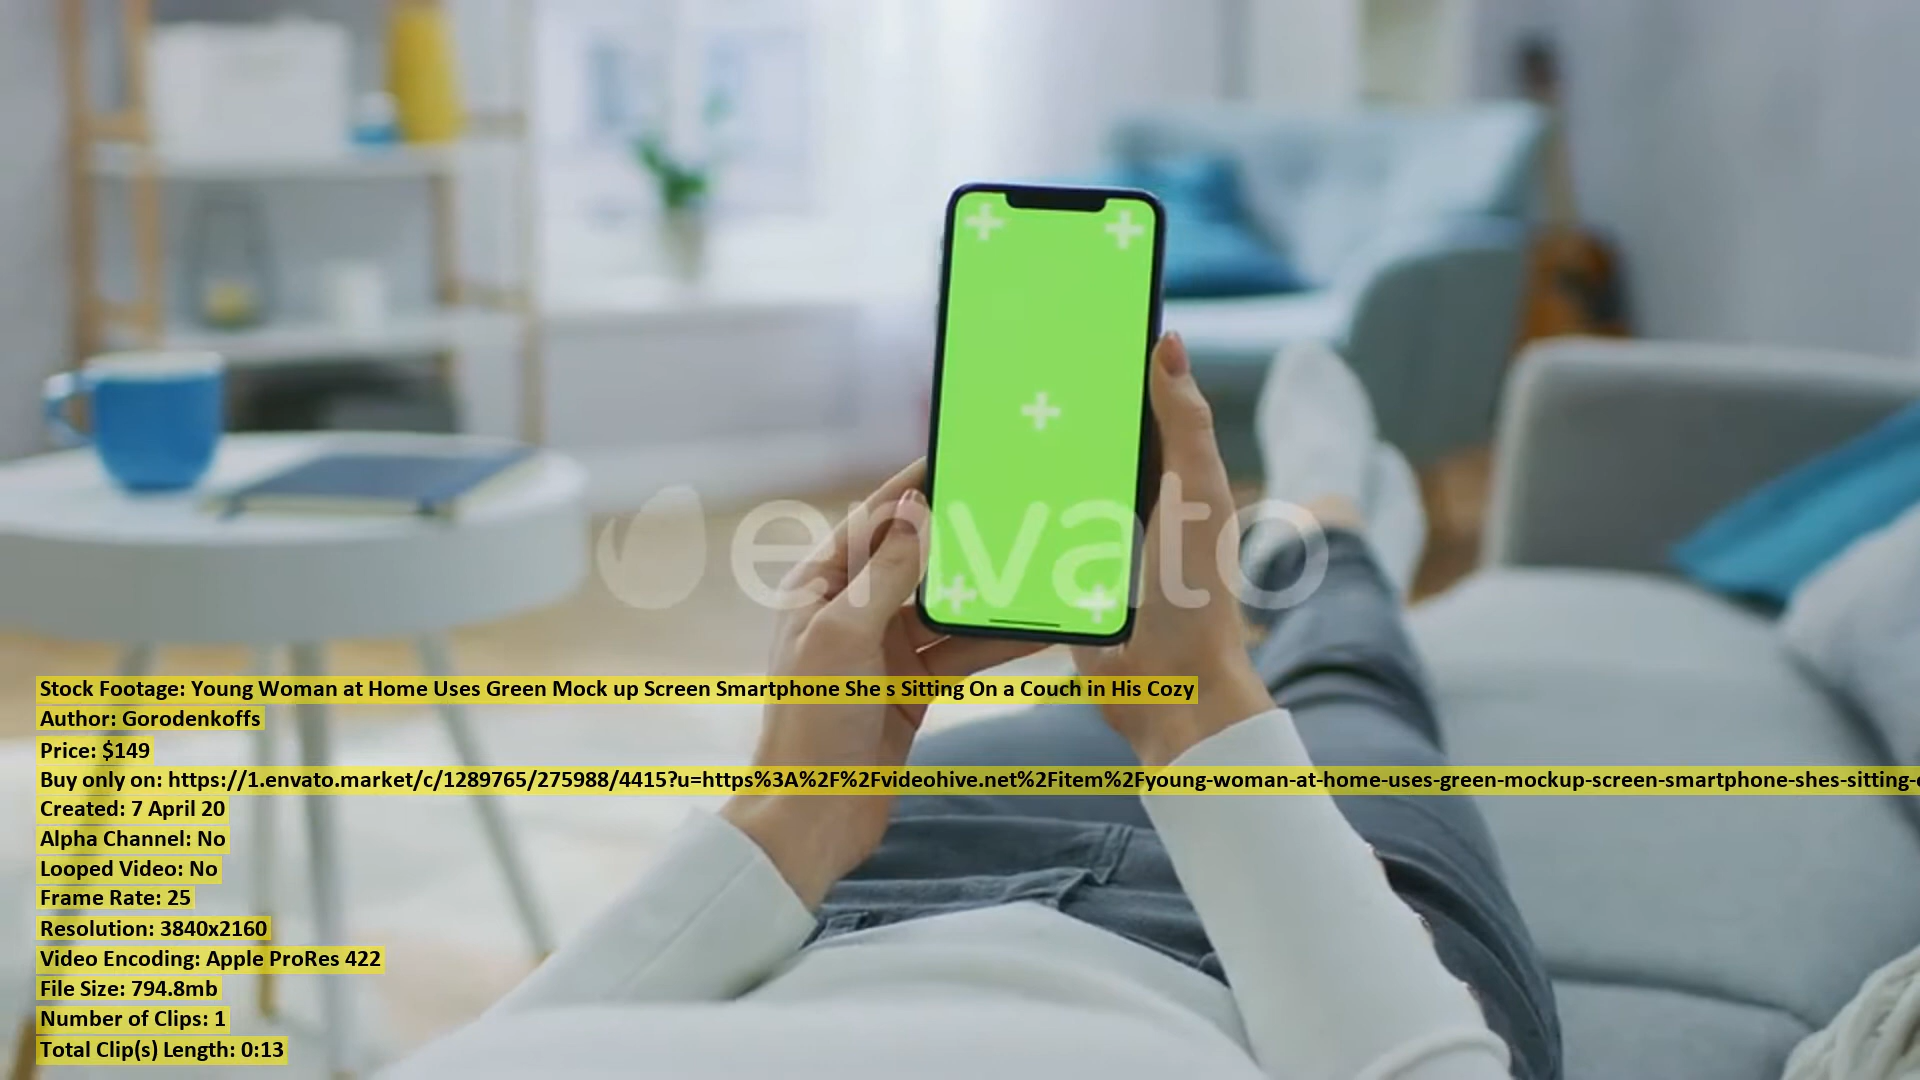 envato
Stock Footage: Young Woman at Home Uses Green Mock up Screen Smartphone She s Sitting On a Couch in His Cozy
Author: Gorodenkoffs
Price: $149
Buy only on: https://1.envato.market/c/1289765/275988/4415?u=https%3A%2F%2Fvideohive.net%2Fitem%2Fyoung-woman-at-home-uses-green-mockup-screen-smartphone-shes-sitting-
Created: 7 April 20
Alpha Channel: No
Looped Video: No
Frame Rate: 25
Resolution: 3840x2160
Video Encoding: Apple ProRes 422
File Size: 794.8mb
Number of Clips: 1
Total Clip(s) Length: 0:13